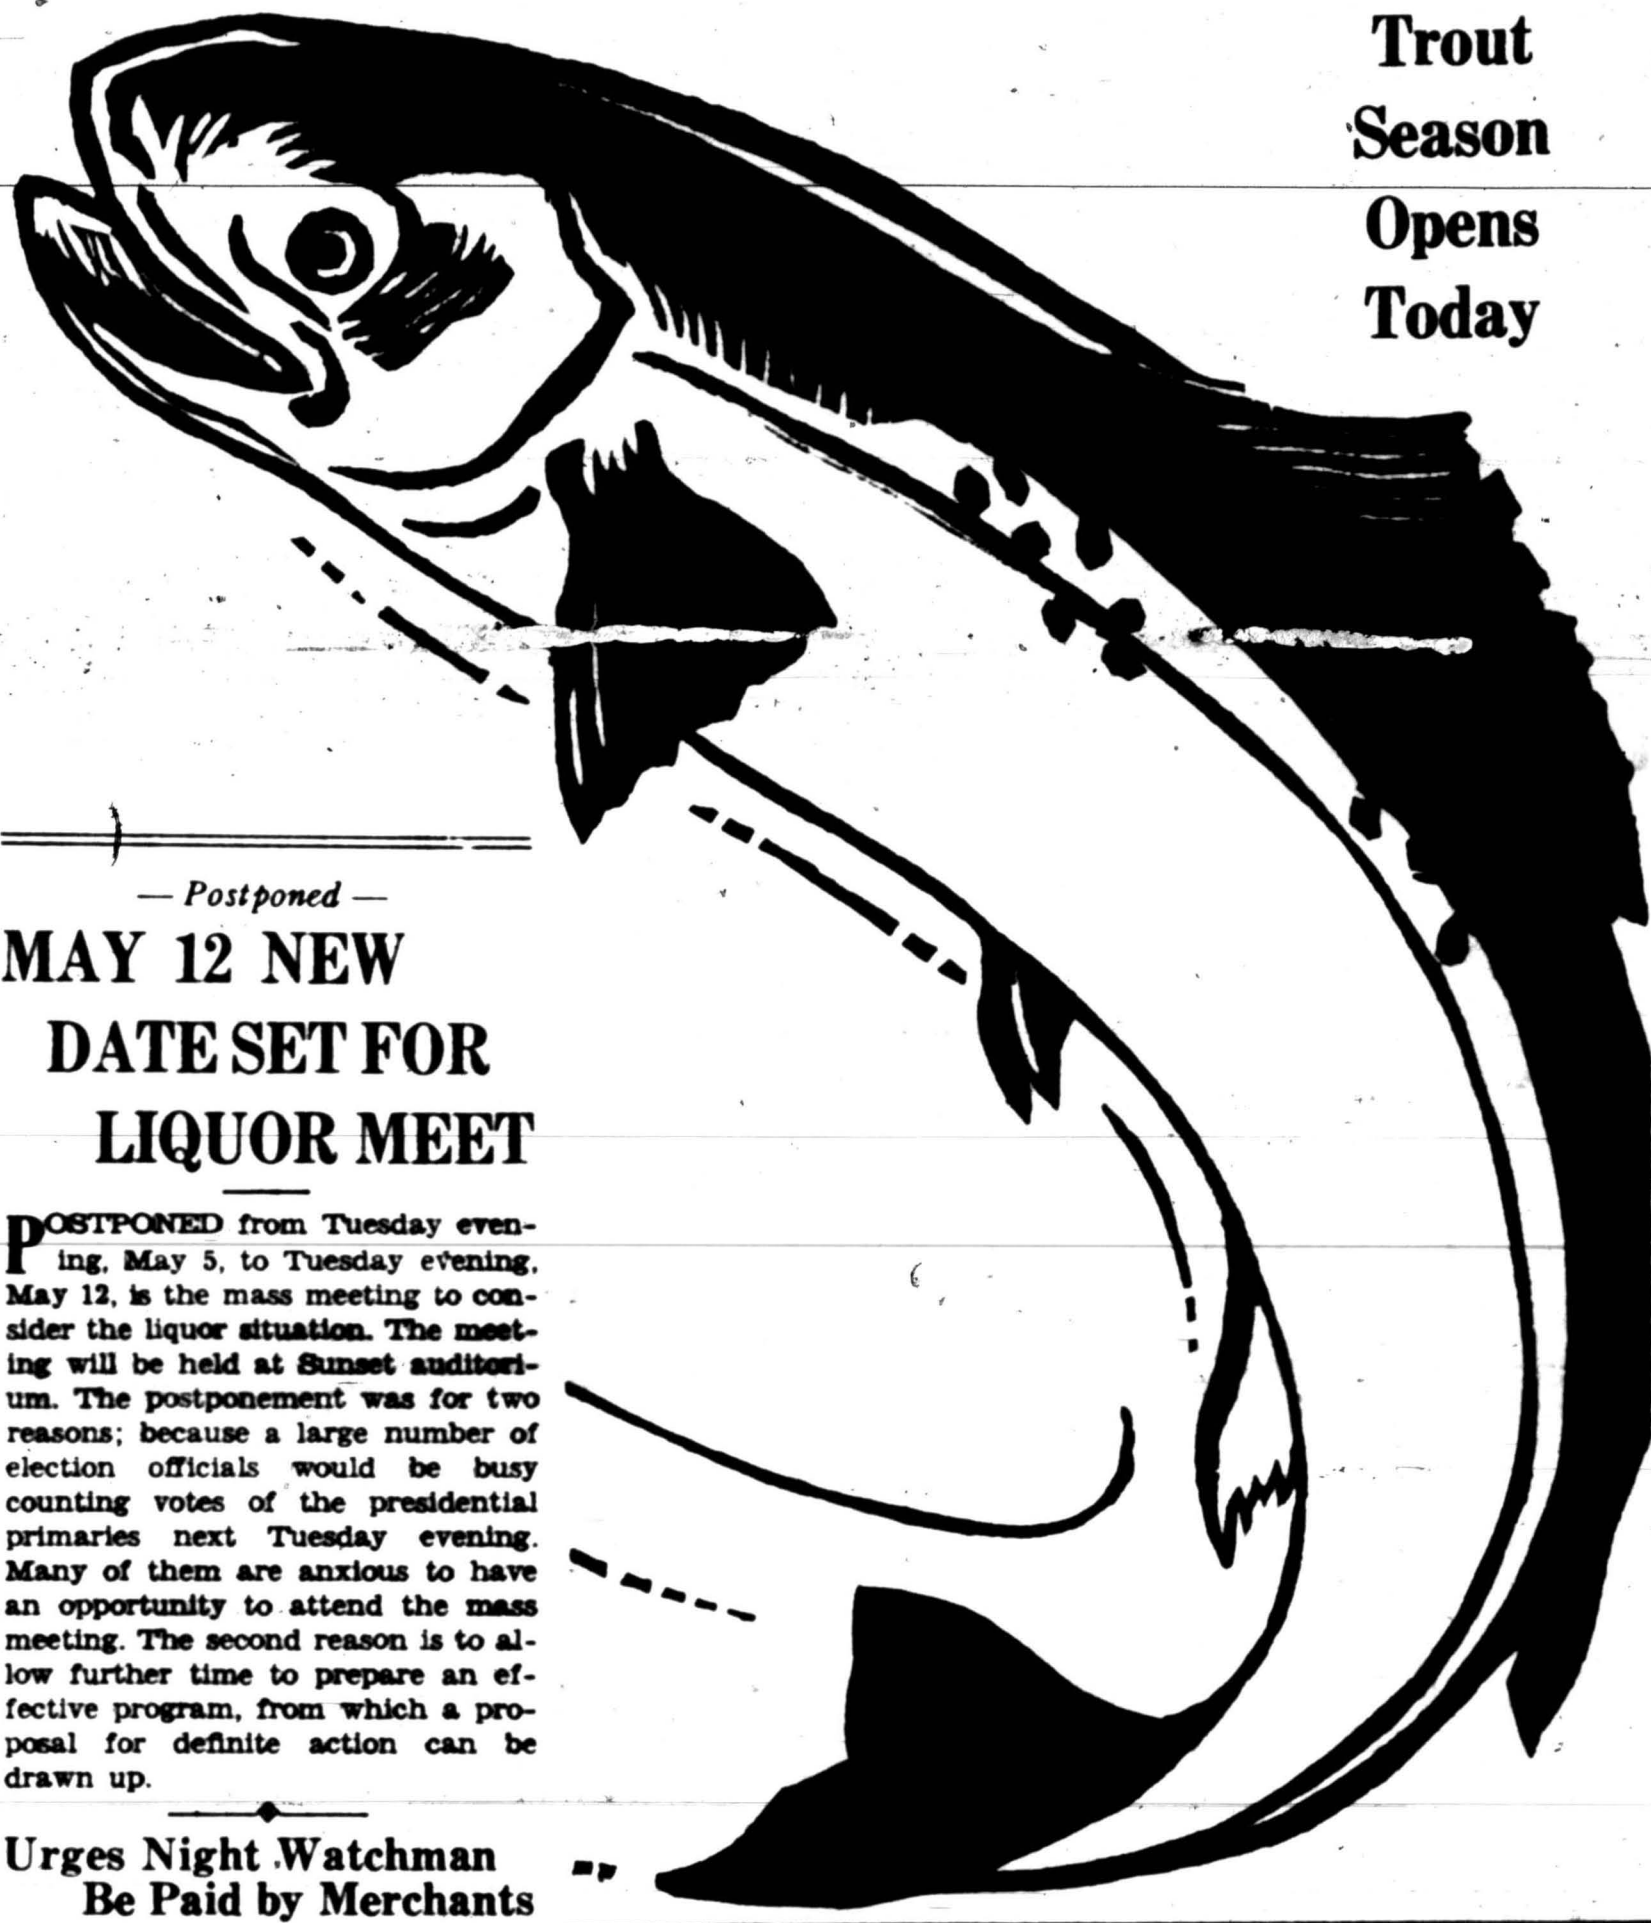 Trout
Season
Opens
Today
— Postponed —
MAY 12 NEW
DATE SET FOR
LIQUOR MEET
POSTPONED from Tuesday even-
ing, May 5, to Tuesday evening,
May 12, is the mass meeting to con-
sider the liquor situation. The meet-
ing will be held at Sunset auditori-
um. The postponement was for two
reasons; because a large number of
election officials would be busy
counting votes of the presidential
primaries next Tuesday evening.
Many of them are anxious to have
an opportunity to attend the mass
meeting. The second reason is to al-
low further time to prepare an ef-
fective program, from which a pro-
posal for definite action can be
drawn up.
Urges Night Watchman
Be Paid by Merchants